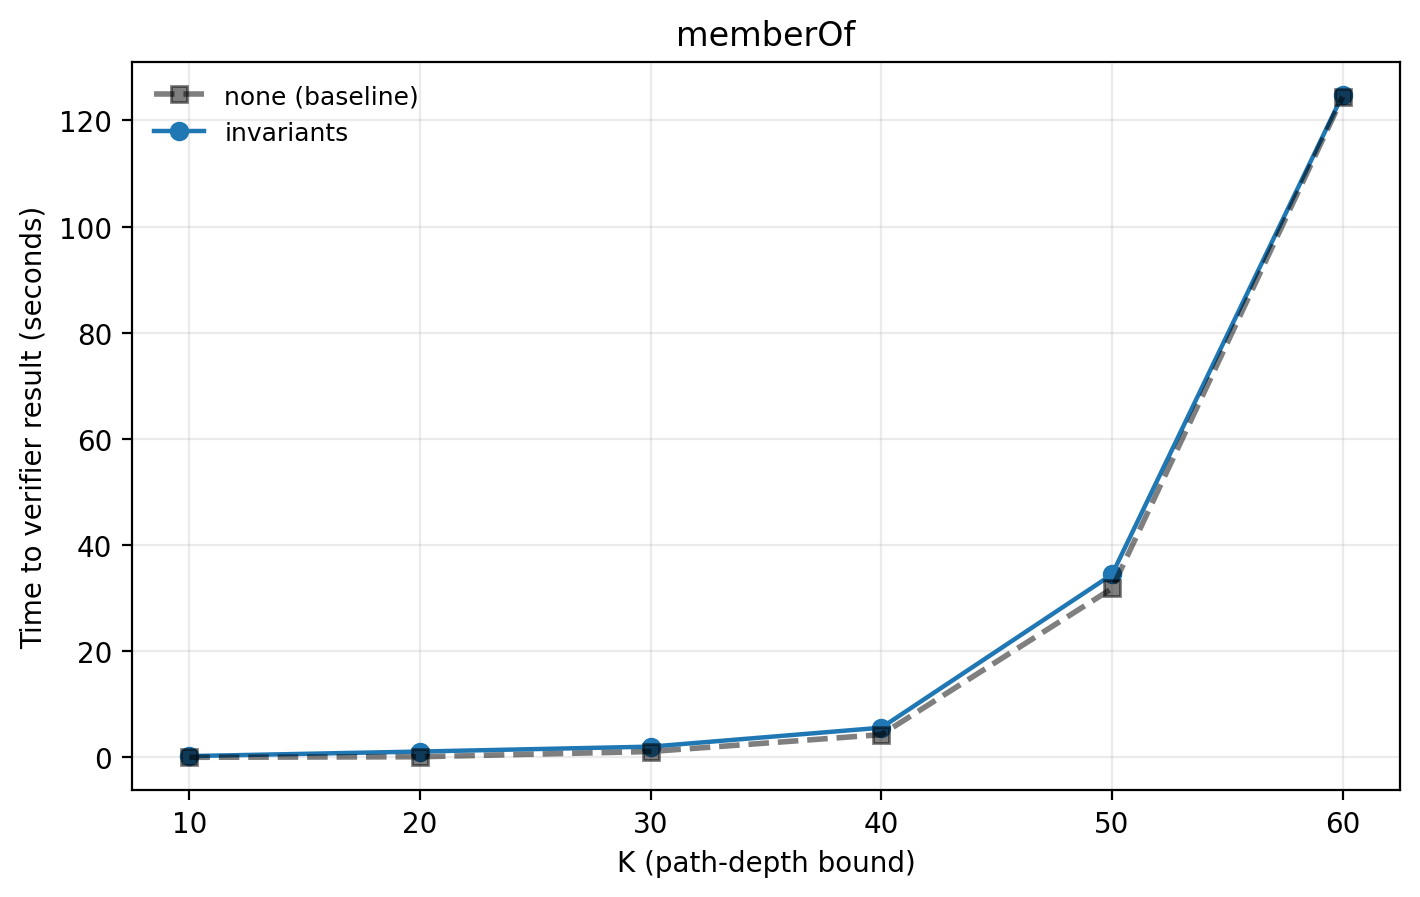 memberOf
none (baseline)
invariants
Time to verifier result (seconds)
120
100
80
60
40
20
0
10 20 30 40 50 60
K (path-depth bound)